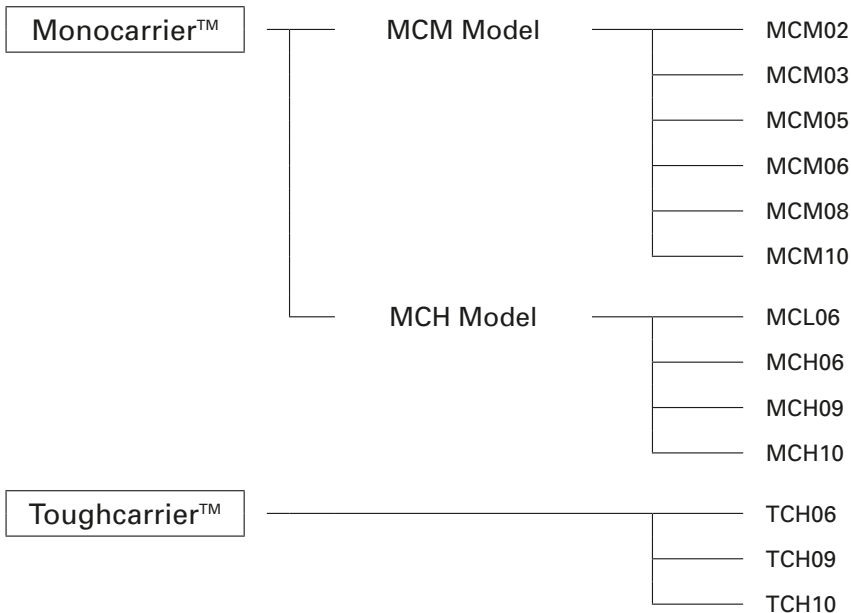 Monocarrier™
MCM Model
MCM02
MCM03
MCM05
MCM06
MCM08
MCM10
MCH Model
MCL06
MCH06
MCH09
MCH10
Toughcarrier™
TCH06
TCH09
TCH10